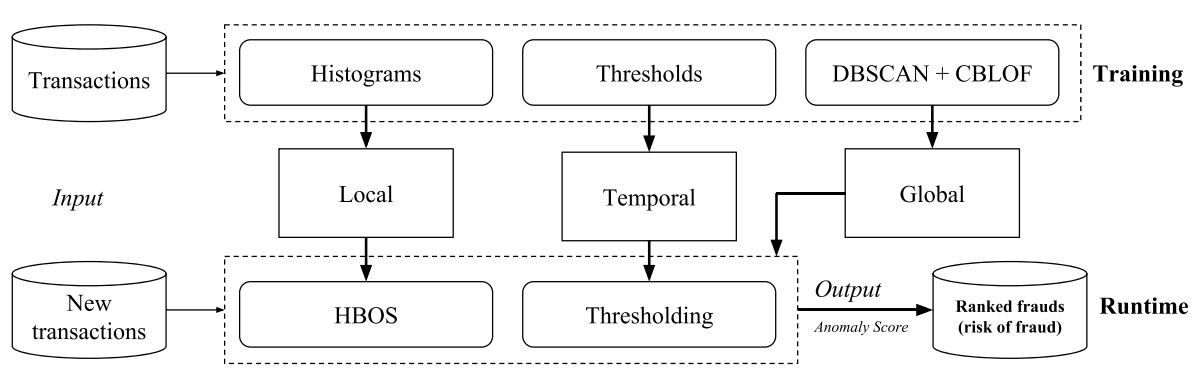 Transactions
Histograms
Thresholds
DBSCAN + CBLOF
Training
Input
Local
Temporal
Global
New
transactions
HBOS
Thresholding
Output
Anomaly Score
Ranked frauds
(risk of fraud)
Runtime